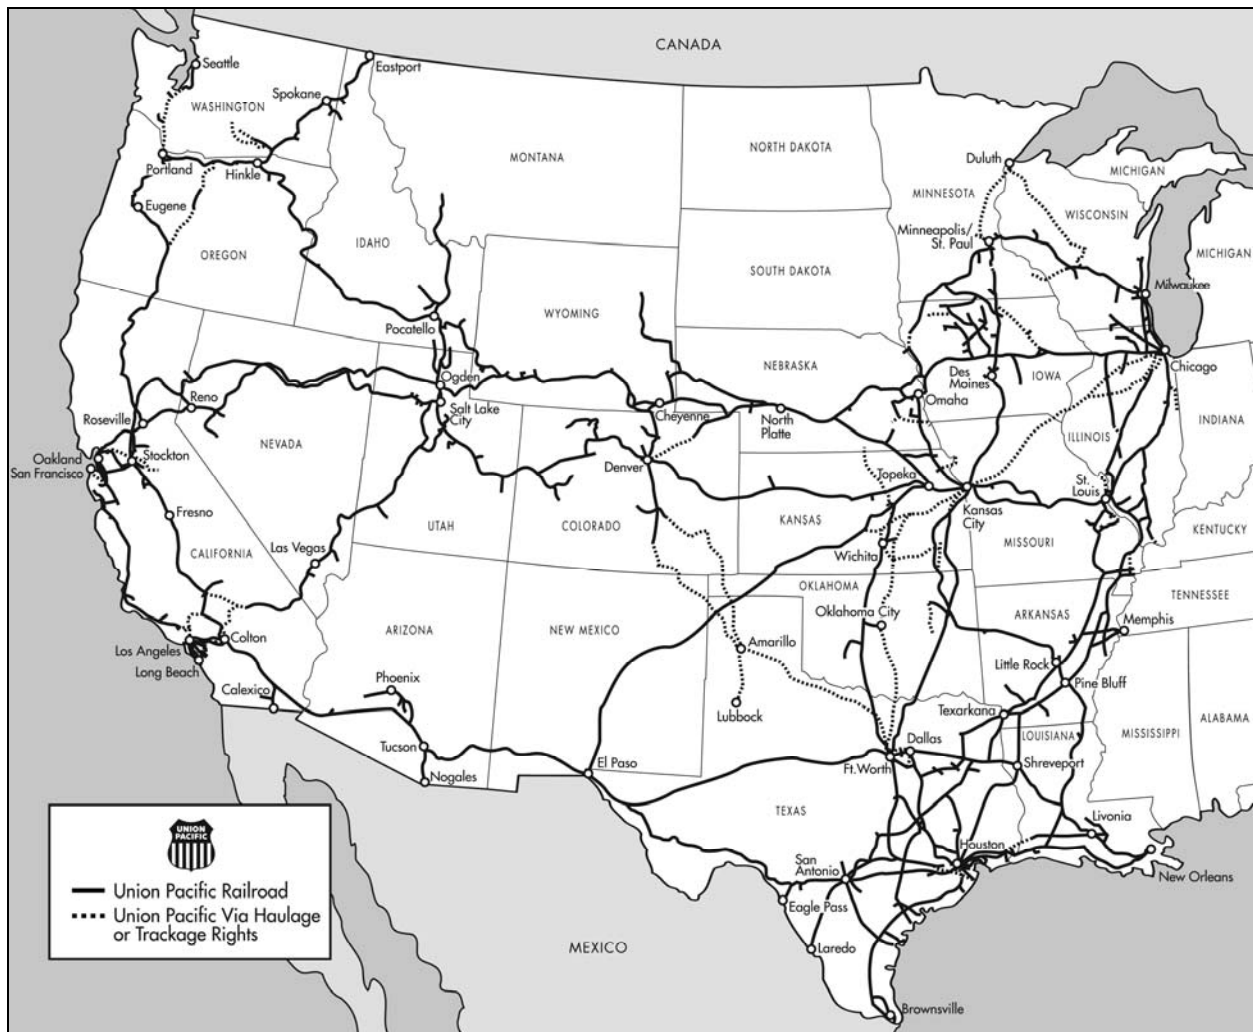 CANADA
Seattle
Eastport
Spokane
WASHINGTON
MONTANA
NORTH DAKOTA
Duluth
MICHIGAN
Portland
Hinkle
MINNESOTA
WISCONSIN
Eugene
IDAHO
Minneapolis/
St. Paul
OREGON
SOUTH DAKOTA
MICHIGAN
Milwaukee
WYOMING
Pocatello
NEBRASKA
Chicago
Ogden
Des
Moines
IOWA
Reno
Salt Lake
City
Cheyenne
North
Platte
Omaha
Roseville
NEVADA
ILLINOIS
INDIANA
Oakland
San Francisco
Stockton
Denver
Topeka
St.
Louis
Fresno
UTAH
COLORADO
KANSAS
Kansas
City
KENTUCKY
CALIFORNIA
Las Vegas
Wichita
MISSOURI
OKLAHOMA
TENNESSEE
Oklahoma City
ARKANSAS
Memphis
ARIZONA
NEW MEXICO
Los Angeles
Colton
Amarillo
Long Beach
Little Rock
Phoenix
Pine Bluff
Calexico
Lubbock
Texarkana
MISSISSIPPI
ALABAMA
Tucson
Dallas
LOUISIANA
El Paso
Ft. Worth
Shreveport
Nogales
TEXAS
Livonia
UNION
PACIFIC
Houston
San
Antonio
New Orleans
Union Pacific Railroad
Eagle Pass
Union Pacific Via Haulage
or Trackage Rights
MEXICO
Laredo
Brownsville